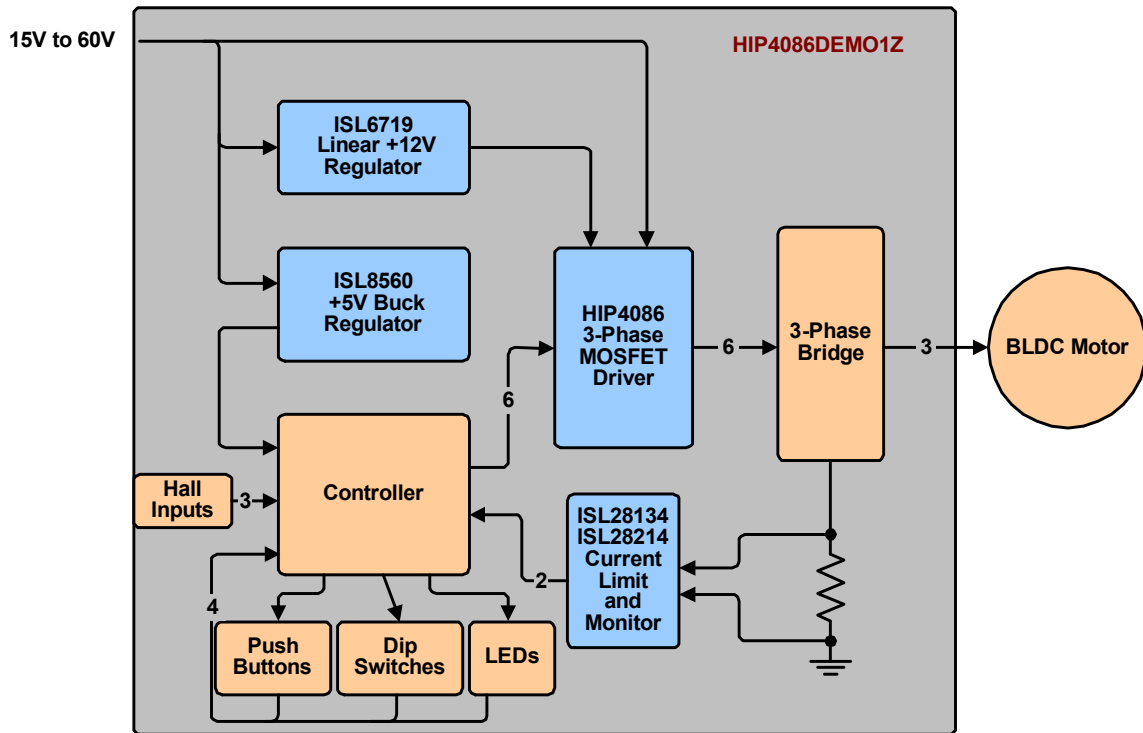 15V to 60V
HIP4086DEMO1Z
ISL6719
Linear +12V
Regulator
ISL8560
+5V Buck
Regulator
HIP4086
3-Phase
MOSFET
Driver
6
3-Phase
Bridge
3
BLDC Motor
6
Controller
Hall
Inputs
3
ISL28134
ISL28214
Current
Limit
and
Monitor
2
4
Push
Buttons
Dip
Switches
LEDs